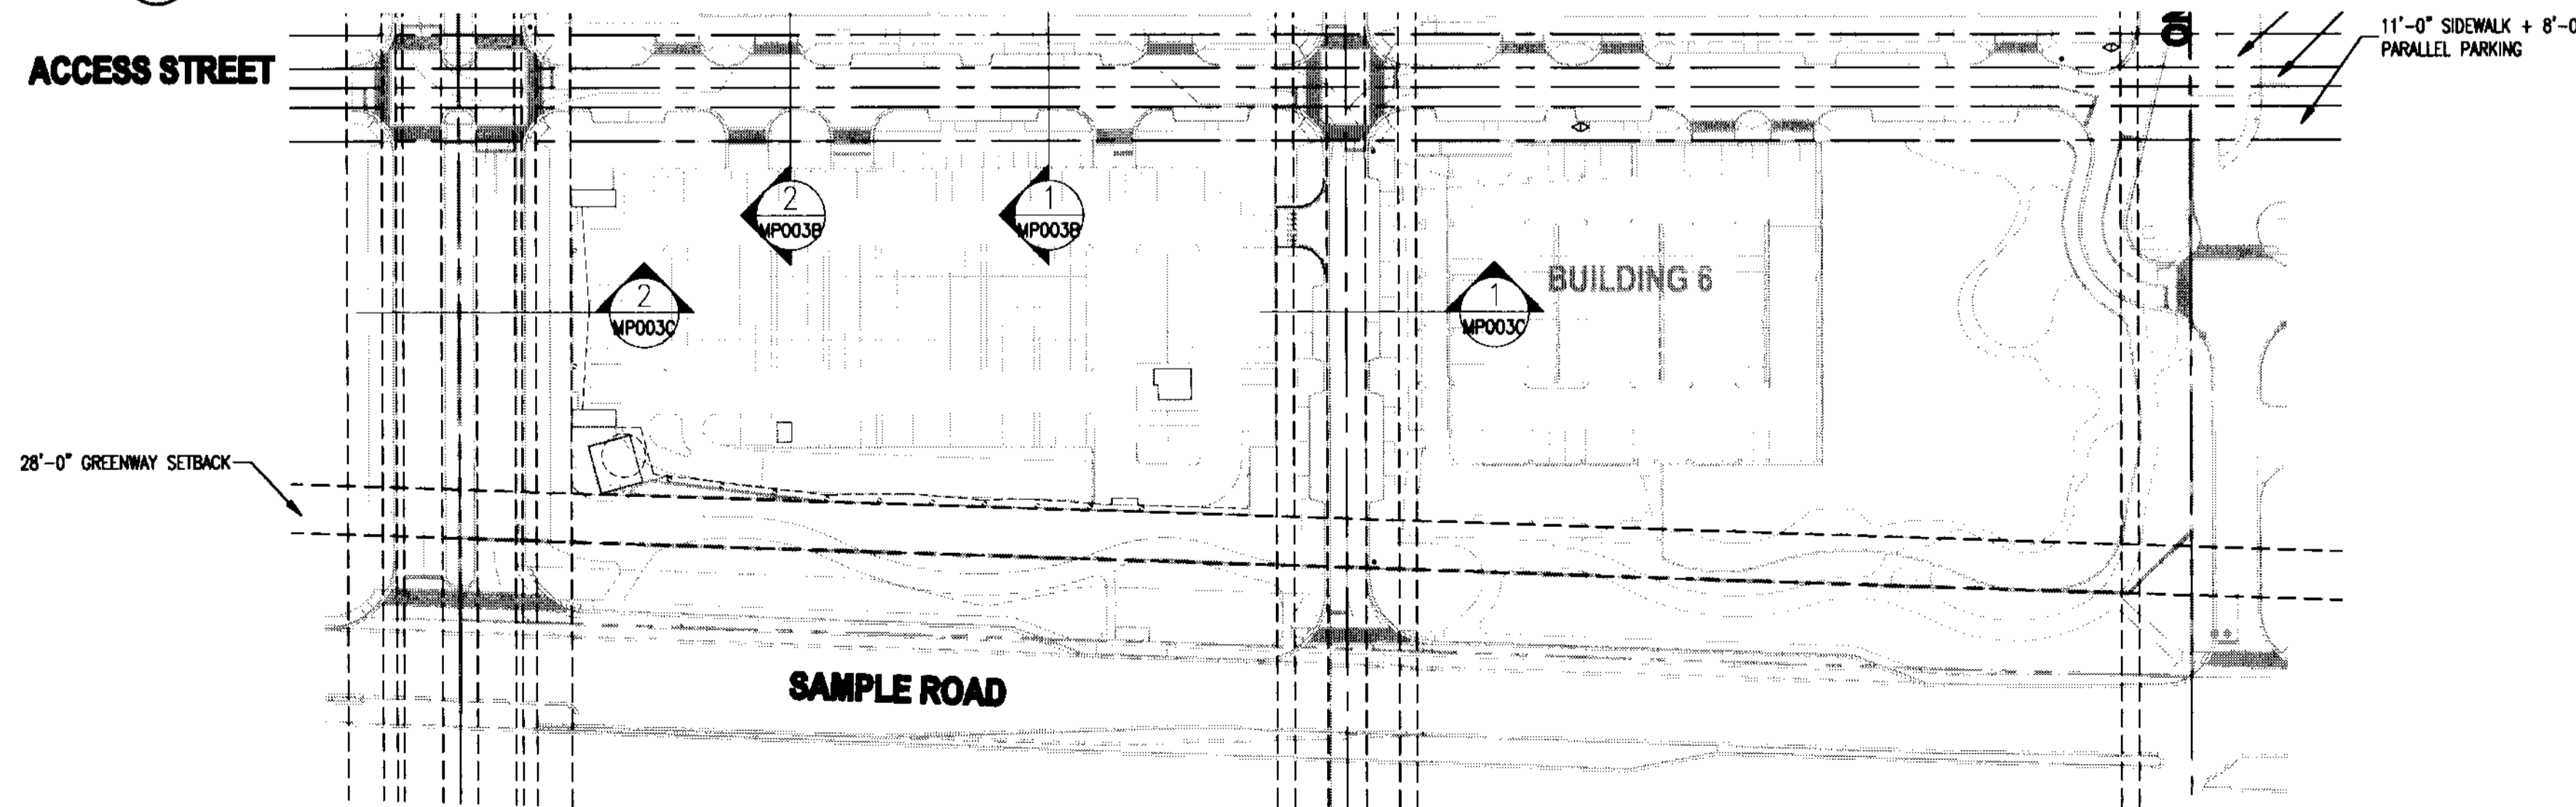 11'-0" SIDEWALK + 8'-0
PARALLEL PARKING
ACCESS STREET
2
MP003B
1
MP003B
2
MP003C
1
MP003C
BUILDING 6
28'-0" GREENWAY SETBACK
SAMPLE ROAD